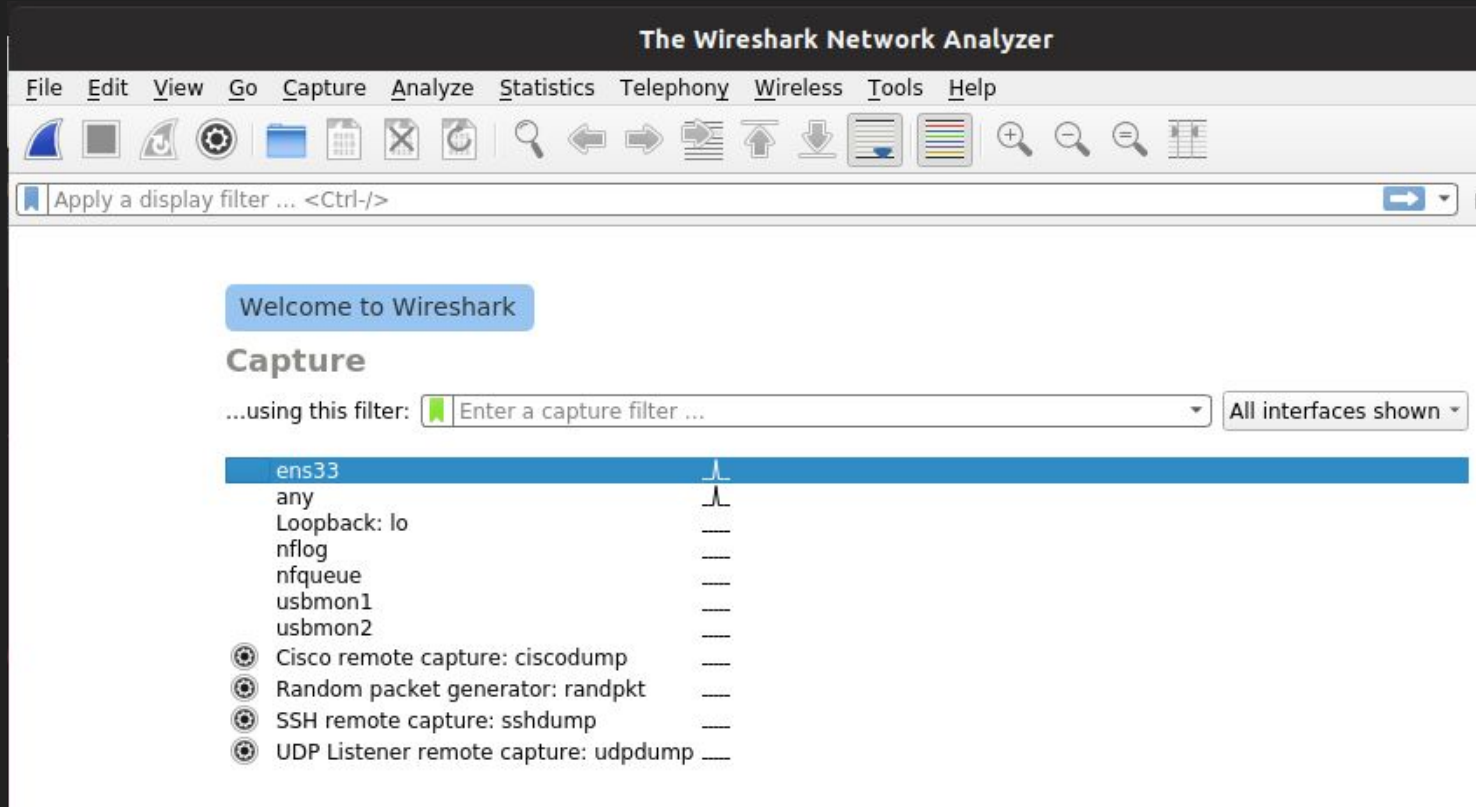 The Wireshark Network Analyzer
File Edit View Go Capture Analyze Statistics Telephony Wireless Tools Help
Apply a display filter ... <Ctrl-/>
Welcome to Wireshark
Capture
...using this filter: Enter a capture filter ... All interfaces shown
ens33
any
Loopback: lo
nflog
nfqueue
usbmon1
usbmon2
Cisco remote capture: ciscodump
Random packet generator: randpkt
SSH remote capture: sshdump
UDP Listener remote capture: udpdump